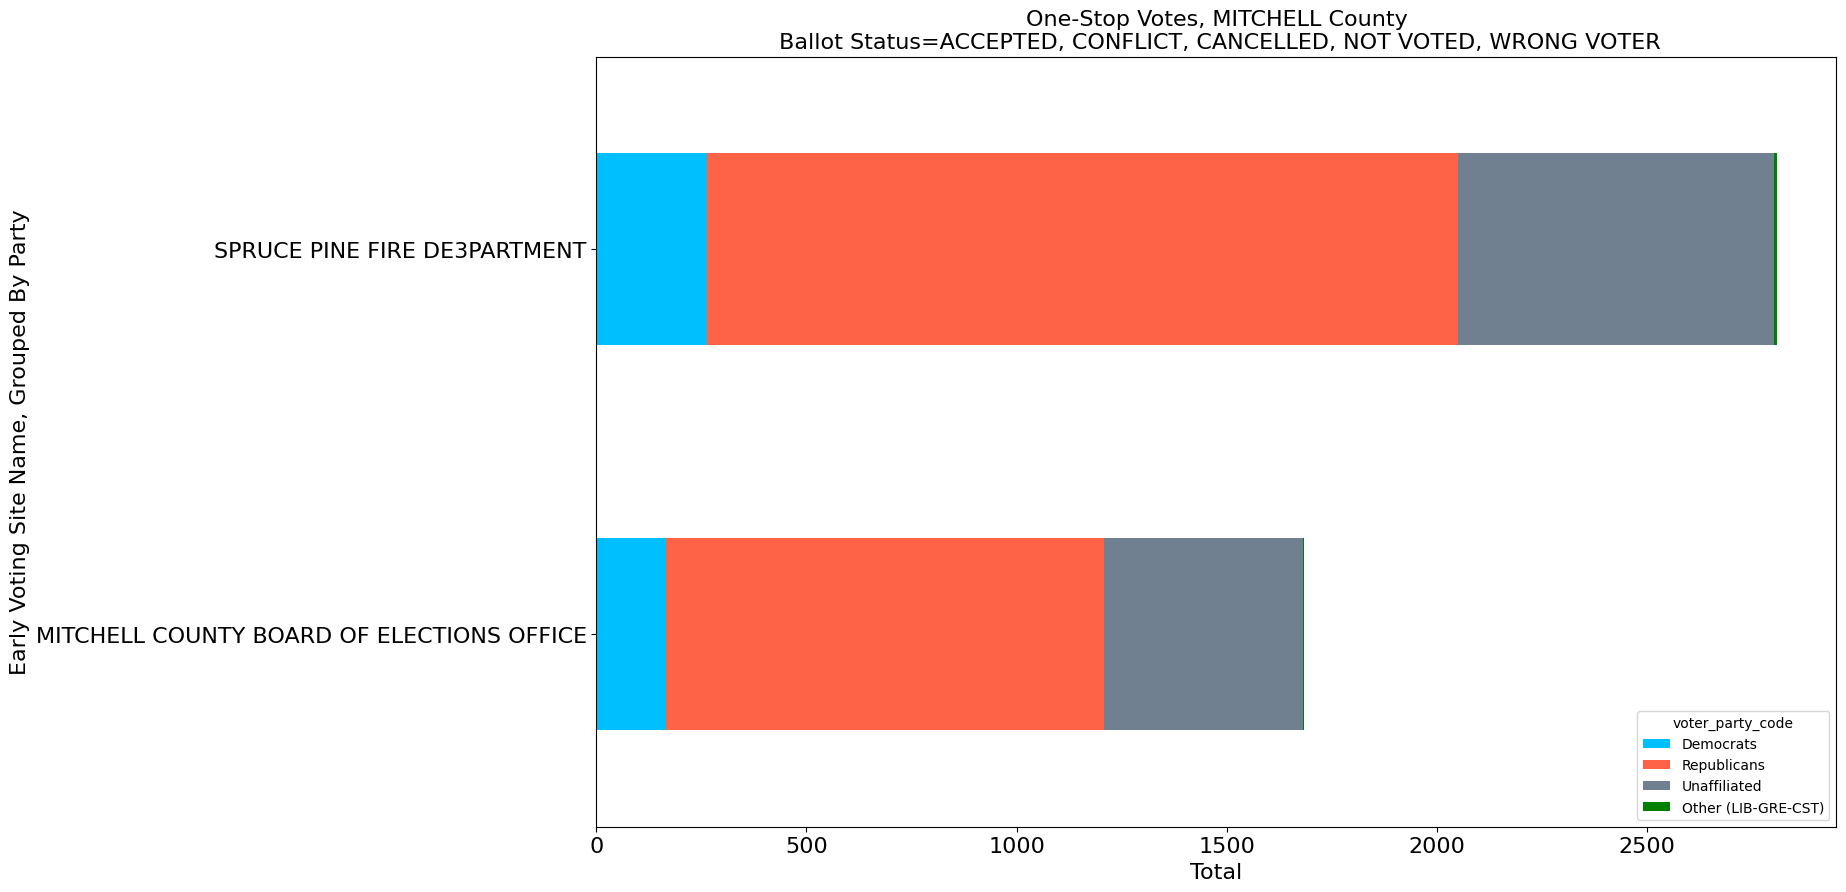 One-Stop Votes, MITCHELL County
Ballot Status=ACCEPTED, CONFLICT, CANCELLED, NOT VOTED, WRONG VOTER
Early Voting Site Name, Grouped By Party
SPRUCE PINE FIRE DE3PARTMENT
MITCHELL COUNTY BOARD OF ELECTIONS OFFICE
voter_party_code
Democrats
Republicans
Unaffiliated
Other (LIB-GRE-CST)
0 500 1000 1500 2000 2500
Total